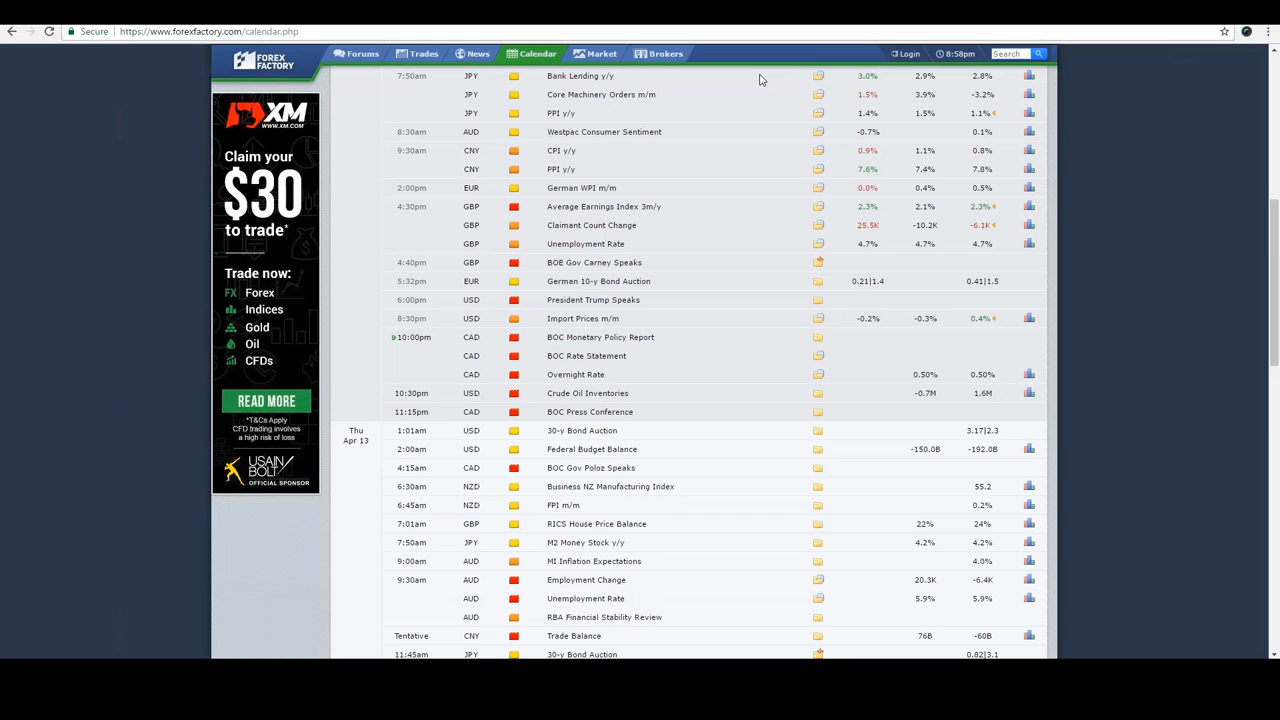 Secure https://www.forexfactory.com/calendar.php
FOREX FACTORY Forums Trades News Calendar Market Brokers Login 8:58pm Search
7:50am JPY Bank Lending y/y 3.0% 2.9% 2.8%
JPY Core Machinery Orders m/m 1.5% 3.9% -3.2%
JPY PPI y/y 1.4% 1.5% 1.1%
8:30am AUD Westpac Consumer Sentiment -0.7% 0.1%
9:30am CNY CPI y/y 0.9% 1.1% 0.8%
CNY PPI y/y 7.6% 7.4% 7.8%
2:00pm EUR German WPI m/m 0.0% 0.4% 0.5%
4:30pm GBP Average Earnings Index 3m/y 2.3% 2.1% 2.3%
GBP Claimant Count Change 25.5K -10.2K -6.1K
GBP Unemployment Rate 4.7% 4.7% 4.7%
4:40pm GBP BOE Gov Carney Speaks
5:32pm EUR German 10-y Bond Auction 0.21|1.4 0.41|1.5
6:00pm USD President Trump Speaks
8:30pm USD Import Prices m/m -0.2% -0.3% 0.4%
10:00pm CAD BOC Monetary Policy Report
CAD BOC Rate Statement
CAD Overnight Rate 0.50% 0.50%
10:30pm USD Crude Oil Inventories -0.7M 1.6M
11:15pm CAD BOC Press Conference
Thu
Apr 13
1:01am USD 30-y Bond Auction 3.17|2.3
2:00am USD Federal Budget Balance -150.0B -192.0B
4:15am CAD BOC Gov Poloz Speaks
6:30am NZD Business NZ Manufacturing Index 55.2
6:45am NZD FPI m/m 0.2%
7:01am GBP RICS House Price Balance 22% 24%
7:50am JPY M2 Money Stock y/y 4.2% 4.2%
9:00am AUD MI Inflation Expectations 4.0%
9:30am AUD Employment Change 20.3K -6.4K
AUD Unemployment Rate 5.9% 5.9%
AUD RBA Financial Stability Review
Tentative CNY Trade Balance 76B -60B
11:45am JPY 30-y Bond Auction 0.82|3.1
XM
WWW.XM.COM
Claim your
$30
to trade*
Trade now:
FX Forex
Indices
Gold
Oil
CFDs
READ MORE
*T&Cs Apply
CFD trading involves
a high risk of loss
USAIN
BOLT
OFFICIAL SPONSOR